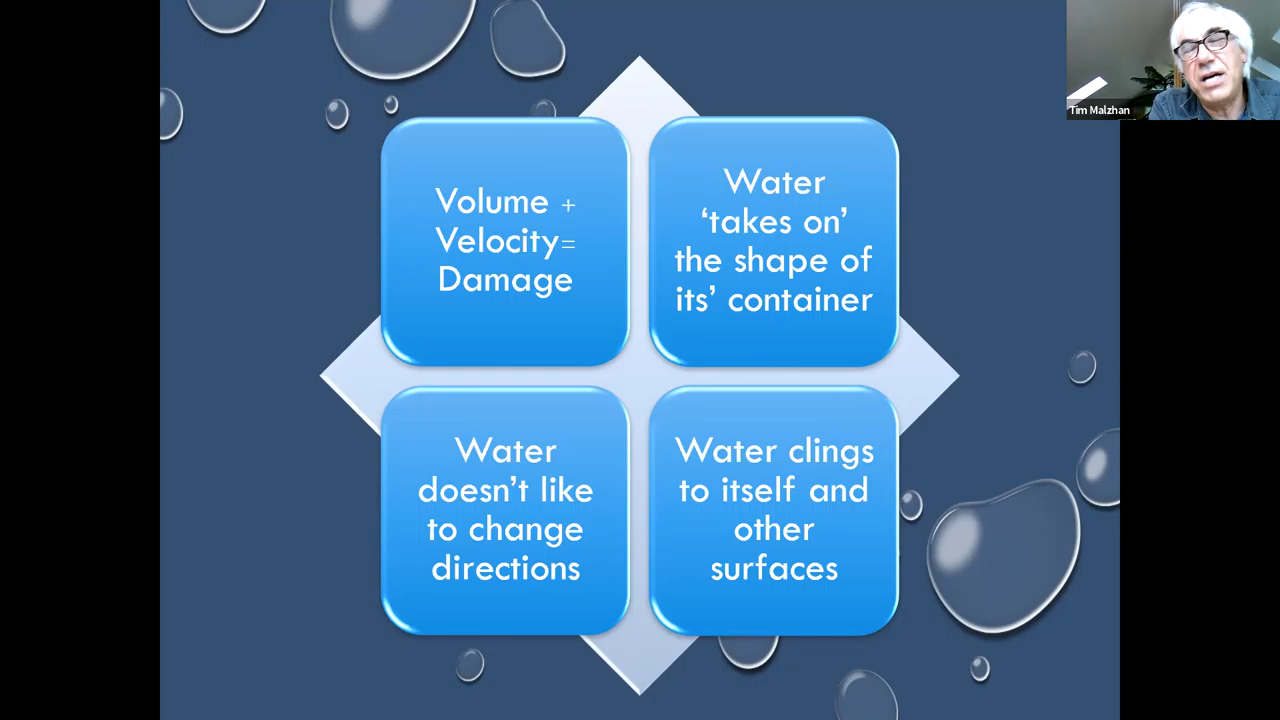 Volume +
Velocity=
Damage
Water
‘takes on’
the shape of
its’ container
Water
doesn’t like
to change
directions
Water clings
to itself and
other
surfaces
Tim Malzhan